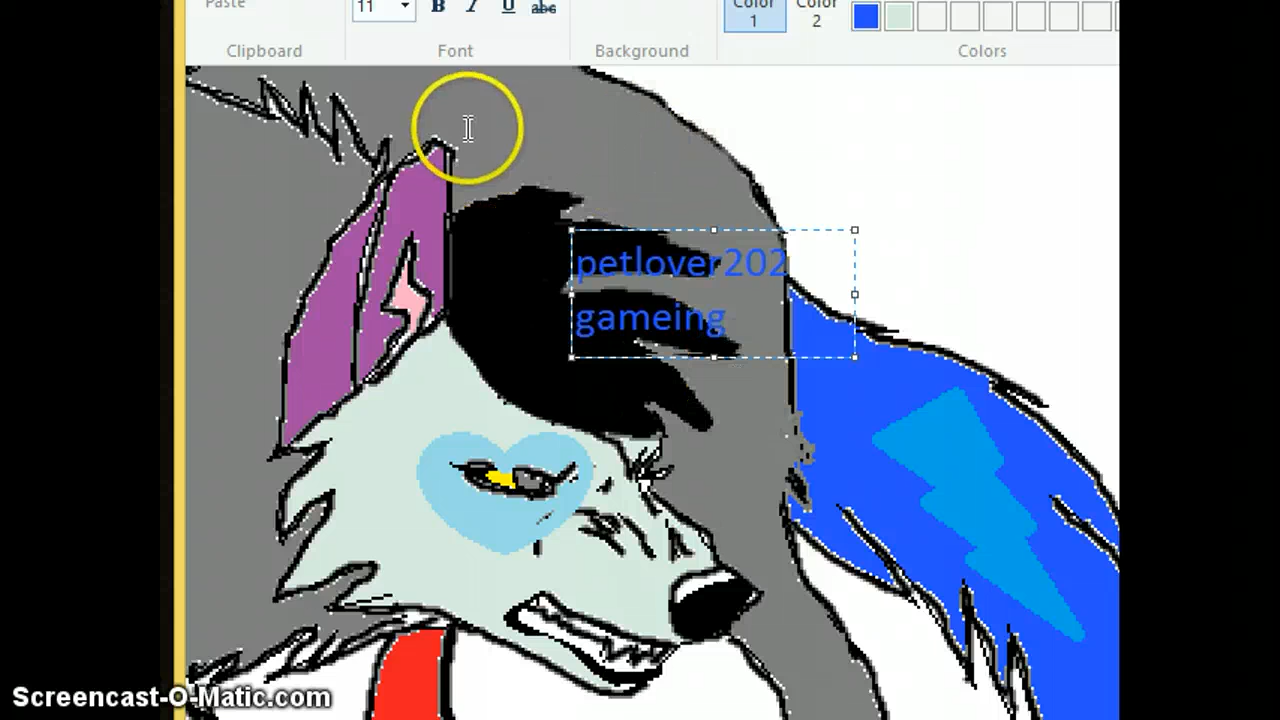 Paste
11 B I U abc
Color 1
Color 2
Clipboard
Font
Background
Colors
petlover202
gameing
Screencast-O-Matic.com